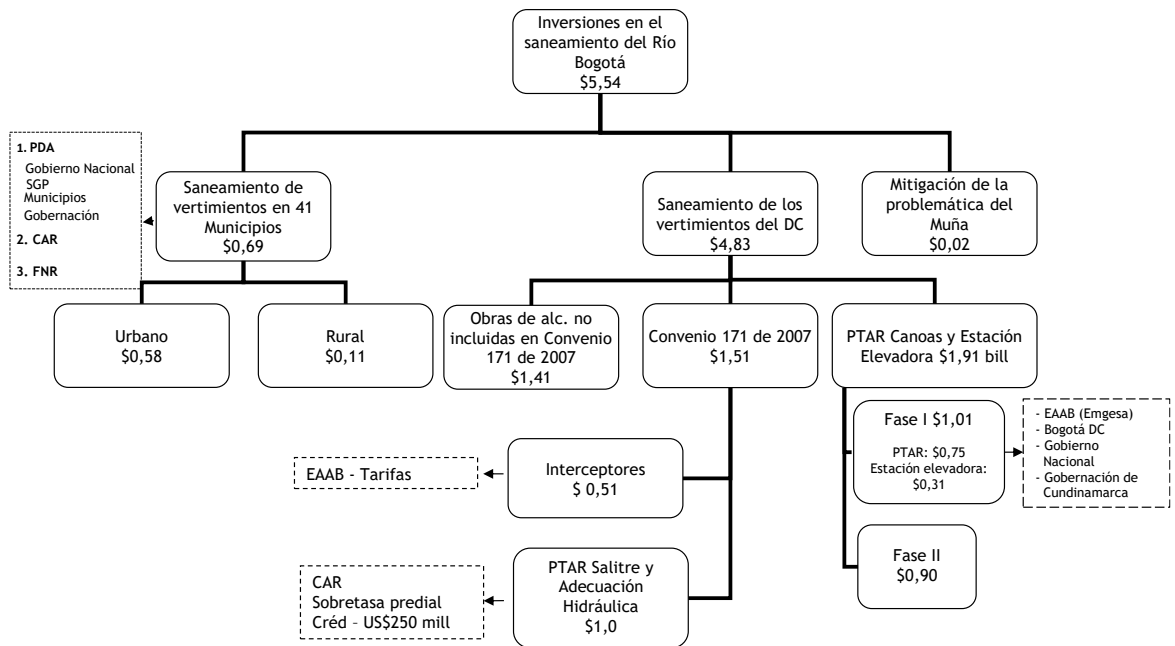 Inversiones en el
saneamiento del Río
Bogotá
$5,54
1. PDA
Gobierno Nacional
SGP
Municipios
Gobernación
2. CAR
3. FNR
Saneamiento de
vertimientos en 41
Municipios
$0,69
Saneamiento de los
vertimientos del DC
$4,83
Mitigación de la
problemática del
Muña
$0,02
Urbano
$0,58
Rural
$0,11
Obras de alc. no
incluidas en Convenio
171 de 2007
$1,41
Convenio 171 de 2007
$1,51
PTAR Canoas y Estación
Elevadora $1,91 bill
Fase I $1,01
PTAR: $0,75
Estación elevadora:
$0,31
- EAAB (Emgesa)
- Bogotá DC
- Gobierno
Nacional
- Gobernación de
Cundinamarca
EAAB - Tarifas
Interceptores
$ 0,51
Fase II
$0,90
CAR
Sobretasa predial
Créd – US$250 mill
PTAR Salitre y
Adecuación
Hidráulica
$1,0